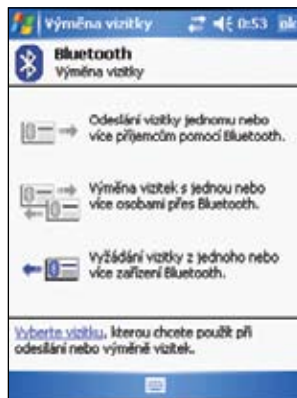 Výměna vizitky 0:53 ok
Bluetooth
Výměna vizitky
Odeslání vizitky jednomu nebo
více příjemcům pomocí Bluetooth.
Výměna vizitek s jednou nebo
více osobami přes Bluetooth.
Vyžádání vizitky z jednoho nebo
více zařízení Bluetooth.
Vyberte vizitku, kterou chcete použít při
odesílání nebo výměně vizitek.